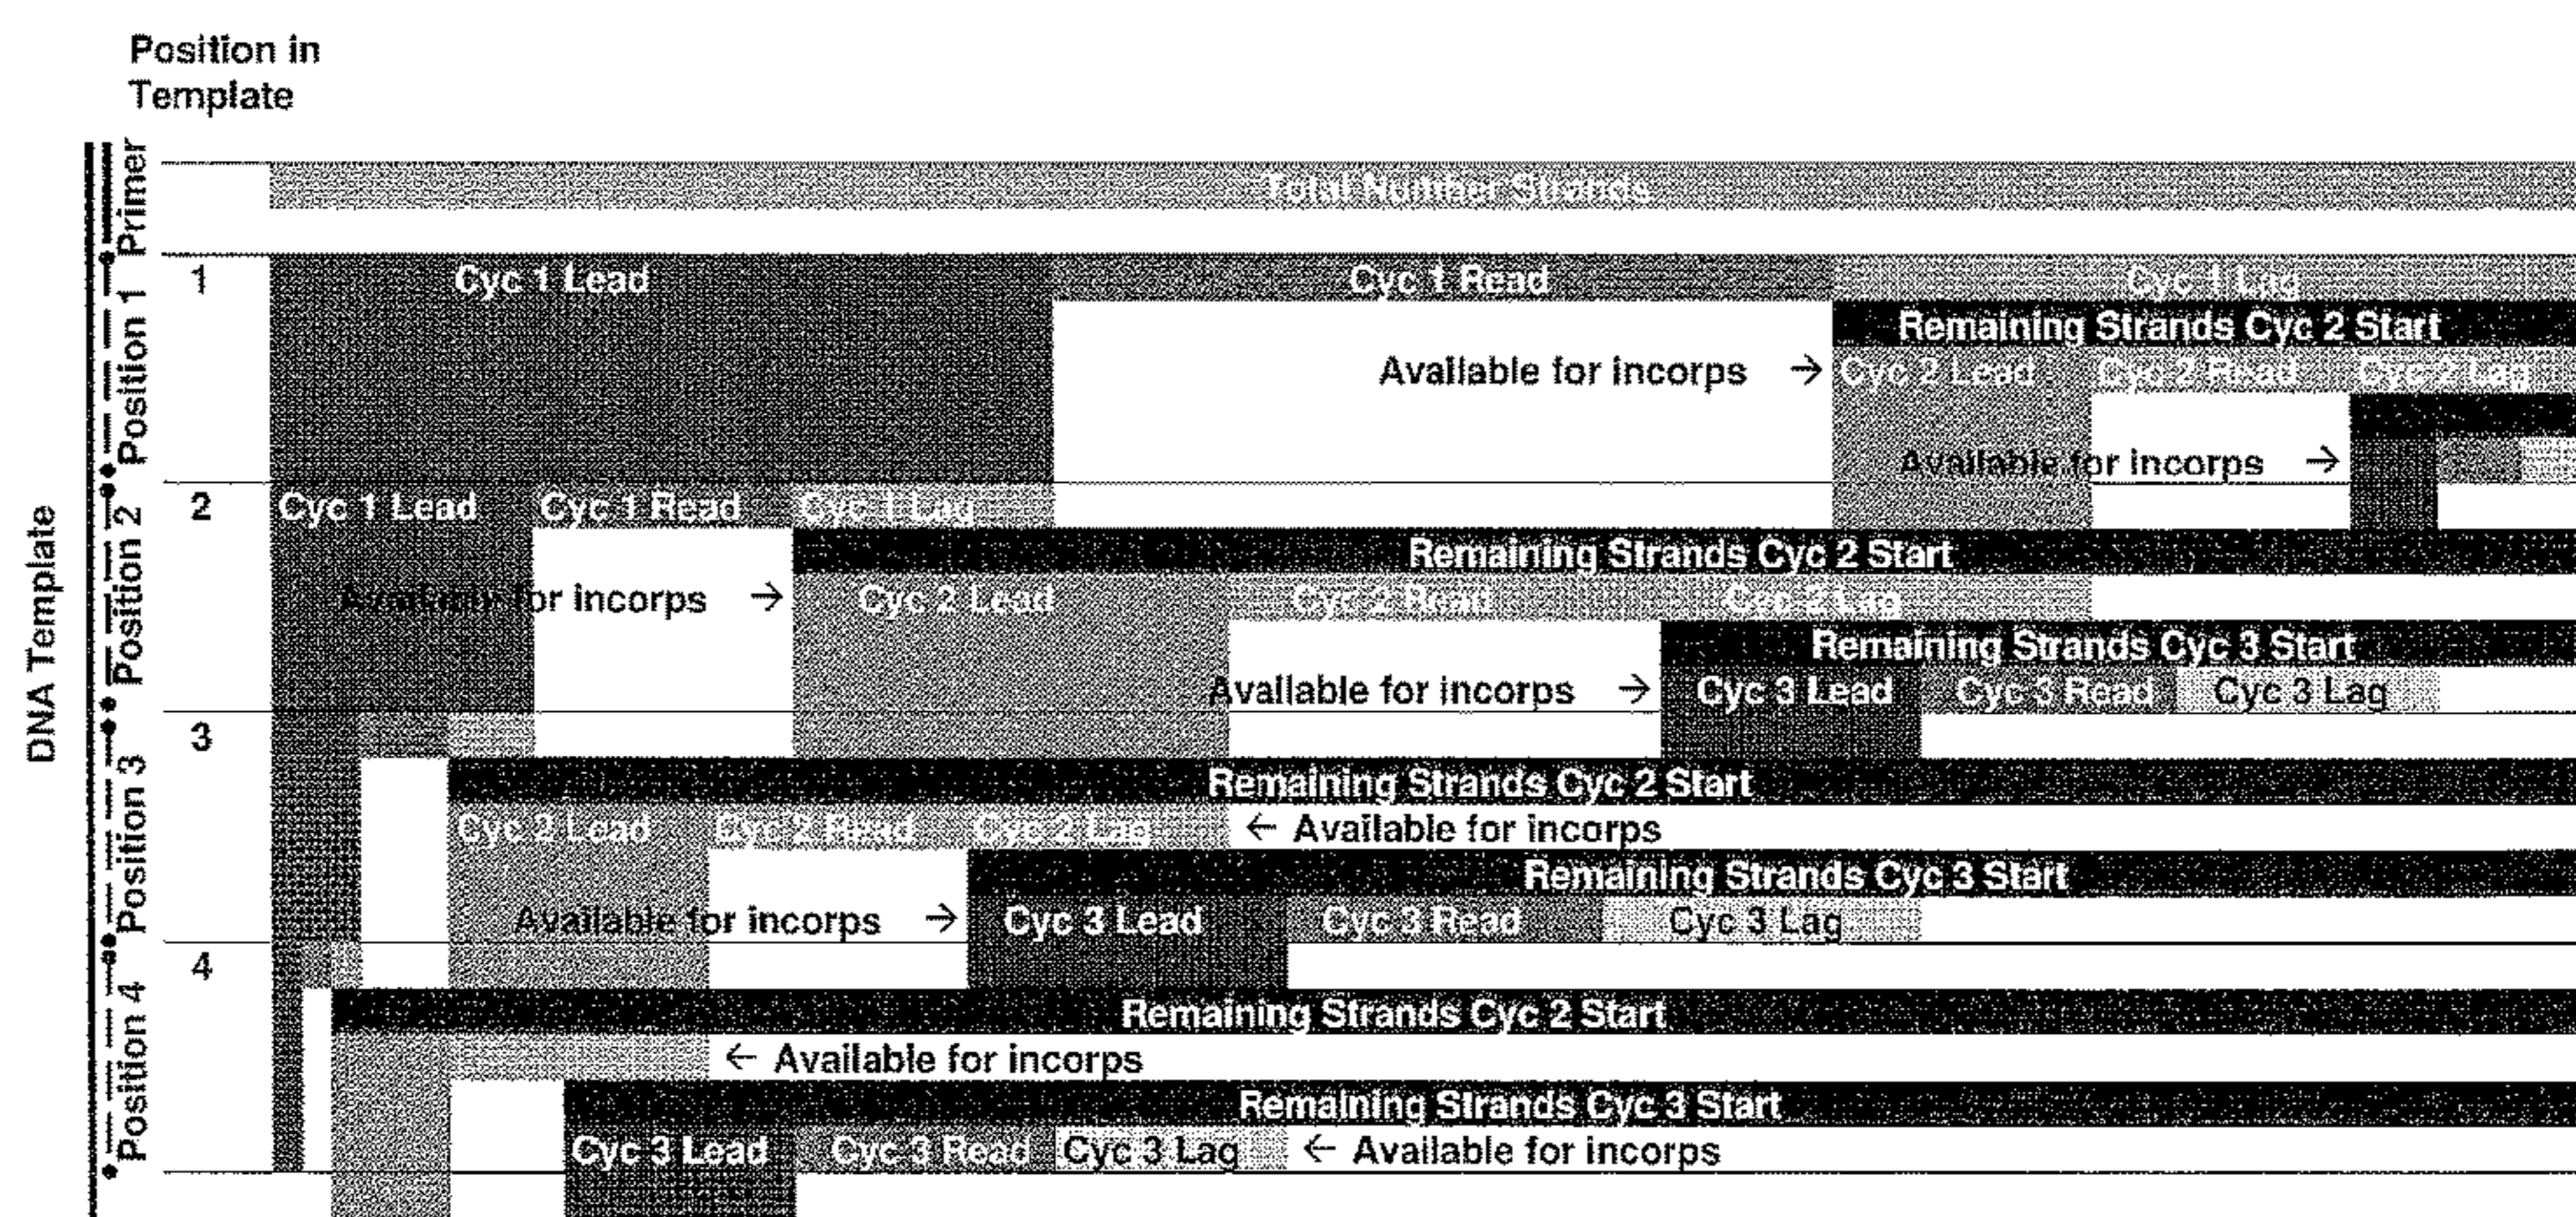 Position in
Template
Primer
Total Number Strands
DNA Template
Position 1
1
Cyc 1 Lead
Cyc 1 Read
Cyc 1 Lag
Remaining Strands Cyc 2 Start
Available for incorps →
Cyc 2 Lead
Cyc 2 Read
Cyc 2 Lag
Available for incorps →
Position 2
2
Cyc 1 Lead
Cyc 1 Read
Cyc 1 Lag
Remaining Strands Cyc 2 Start
Available for incorps →
Cyc 2 Lead
Cyc 2 Read
Cyc 2 Lag
Remaining Strands Cyc 3 Start
Available for incorps →
Cyc 3 Lead
Cyc 3 Read
Cyc 3 Lag
Position 3
3
Remaining Strands Cyc 2 Start
Cyc 2 Lead
Cyc 2 Read
Cyc 2 Lag
← Available for incorps
Remaining Strands Cyc 3 Start
Available for incorps →
Cyc 3 Lead
Cyc 3 Read
Cyc 3 Lag
Position 4
4
Remaining Strands Cyc 2 Start
← Available for incorps
Remaining Strands Cyc 3 Start
Cyc 3 Lead
Cyc 3 Read
Cyc 3 Lag
← Available for incorps